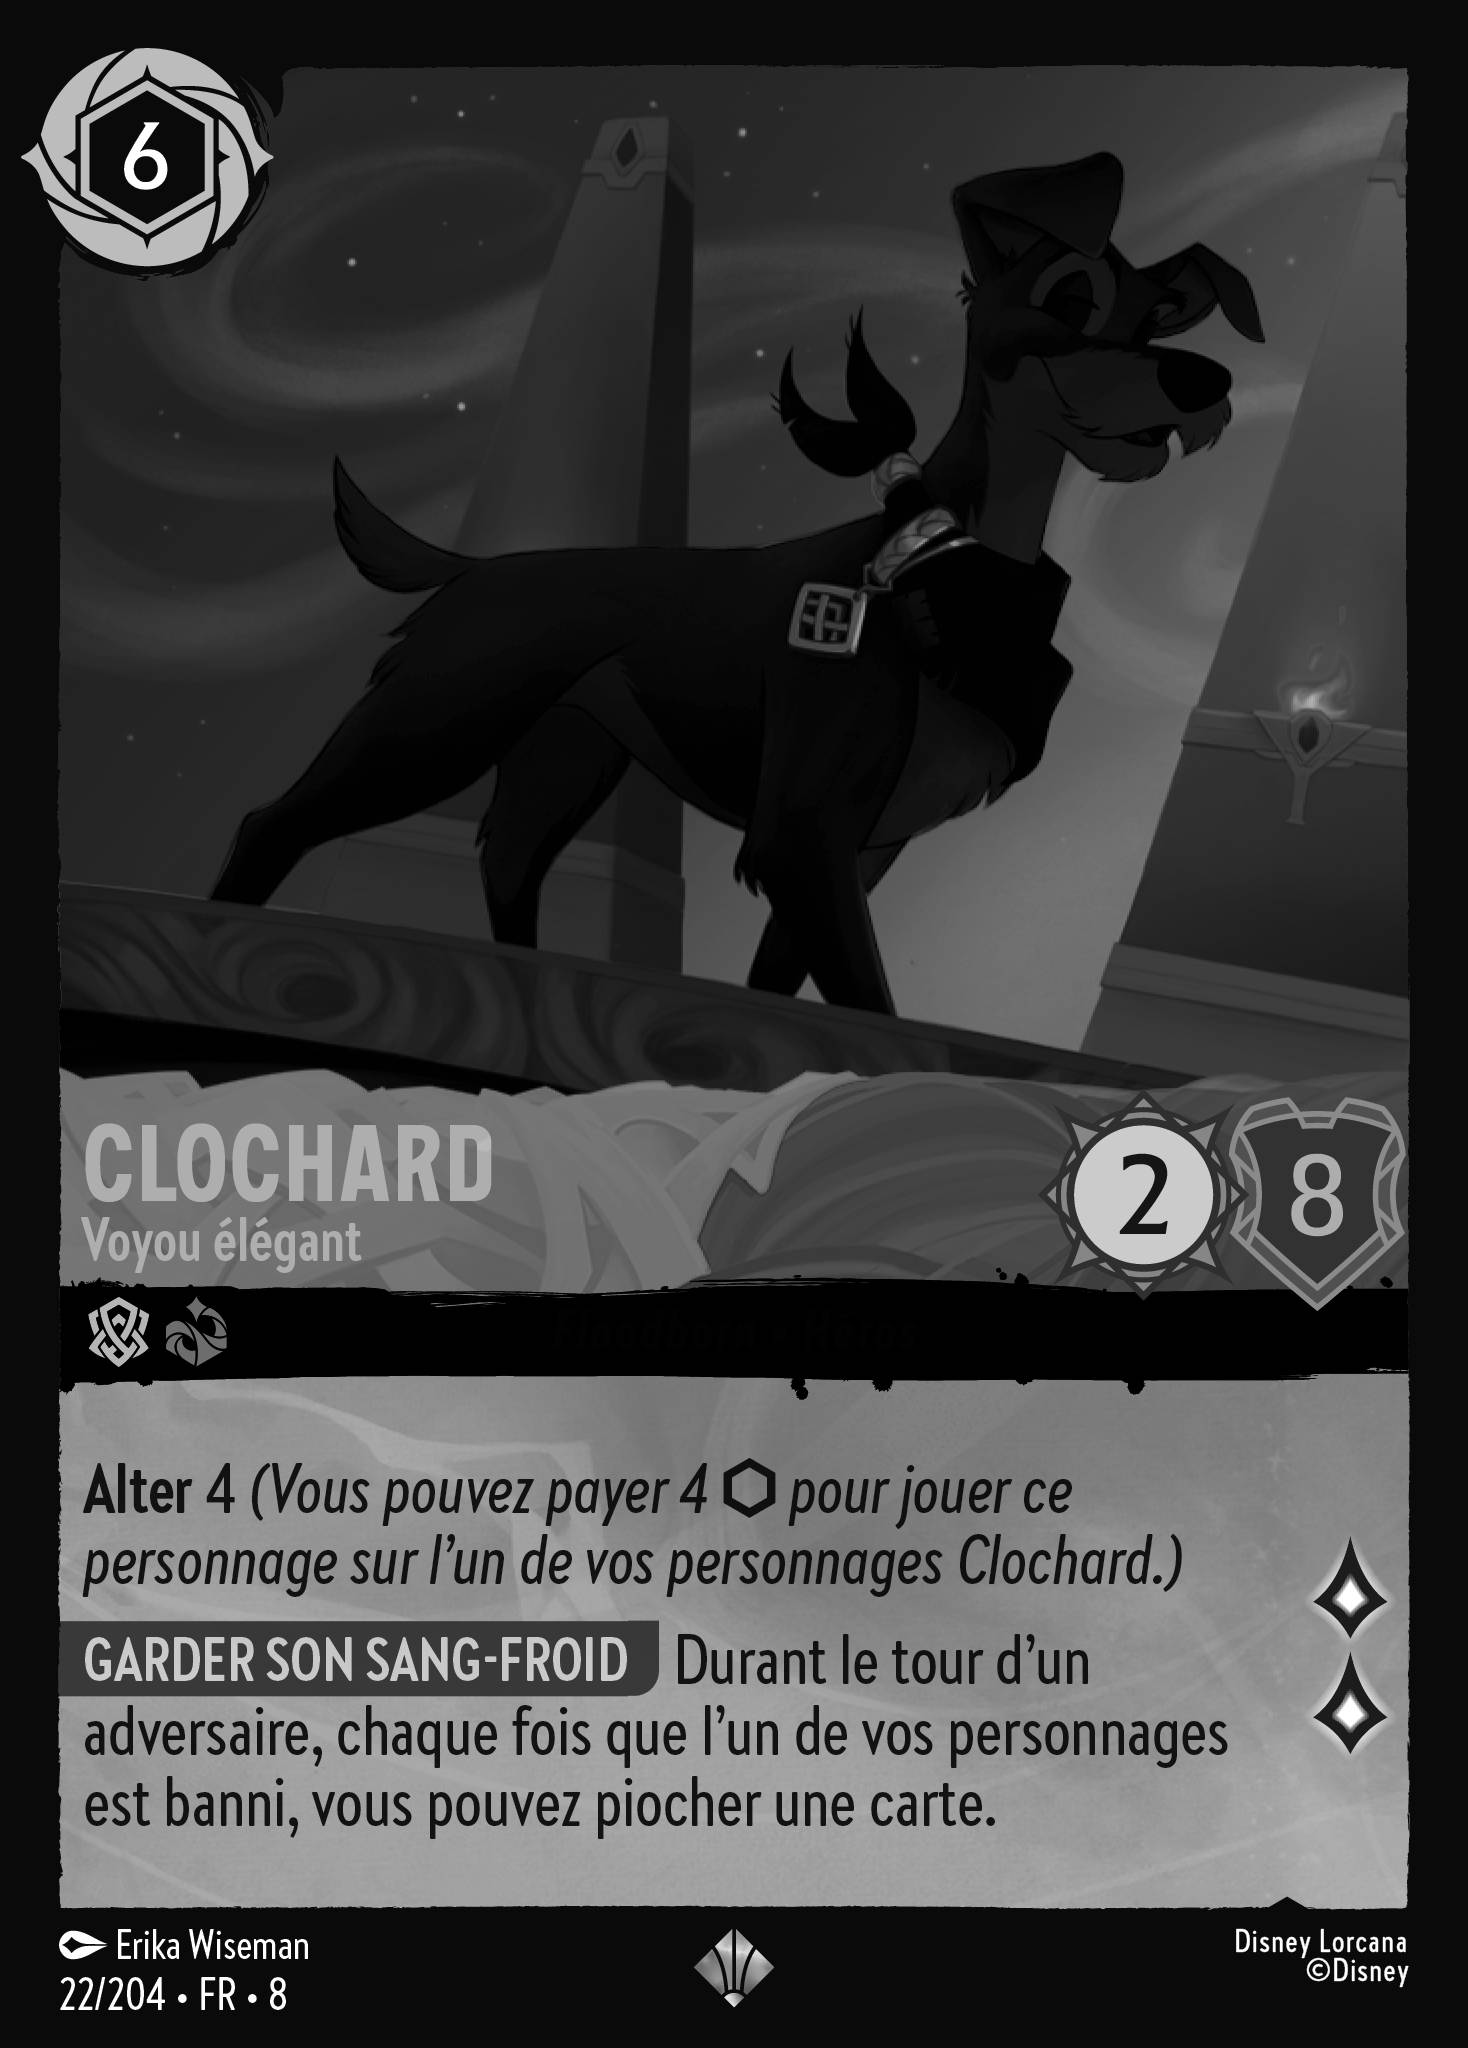 6
CLOCHARD
Voyou élégant
2
8
Floodborn • Héros
Alter 4 (Vous pouvez payer 4 ⬡ pour jouer ce
personnage sur l’un de vos personnages Clochard.)
GARDER SON SANG-FROID Durant le tour d’un
adversaire, chaque fois que l’un de vos personnages
est banni, vous pouvez piocher une carte.
Erika Wiseman
22/204 • FR • 8
Disney Lorcana
©Disney